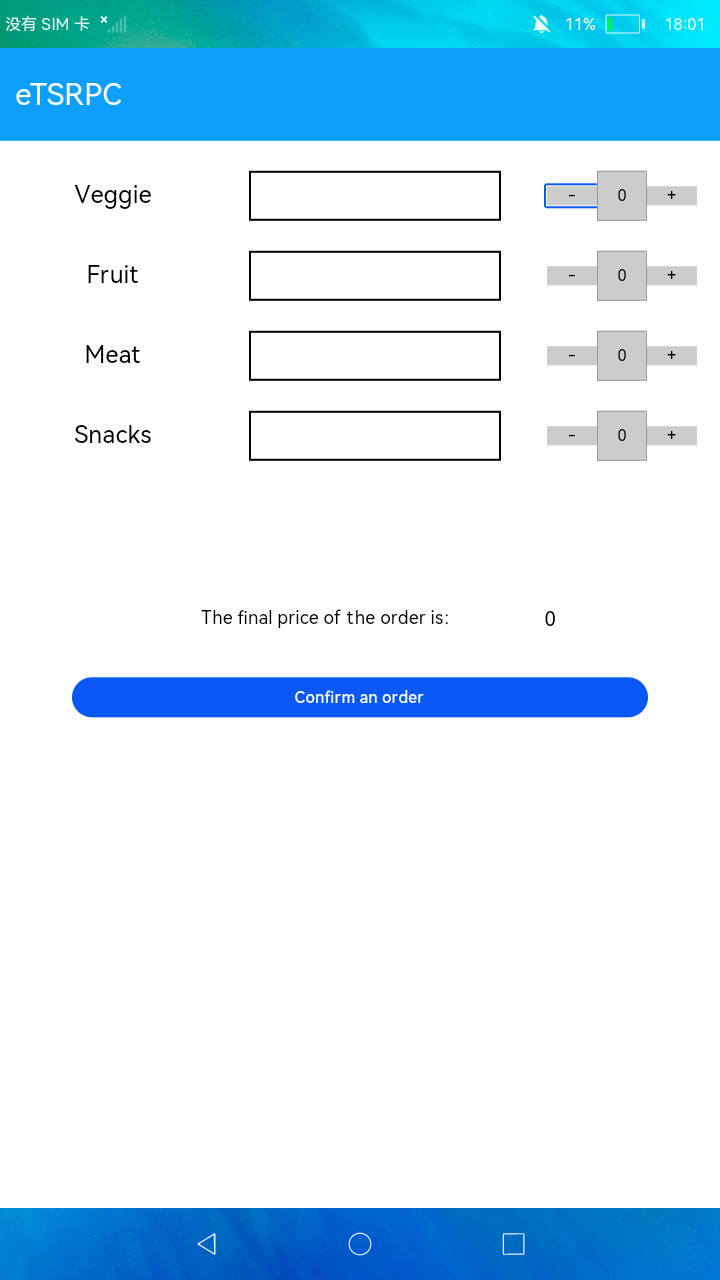 没有 SIM 卡 11% 18:01
eTSRPC
Veggie - 0 +
Fruit - 0 +
Meat - 0 +
Snacks - 0 +
The final price of the order is: 0
Confirm an order